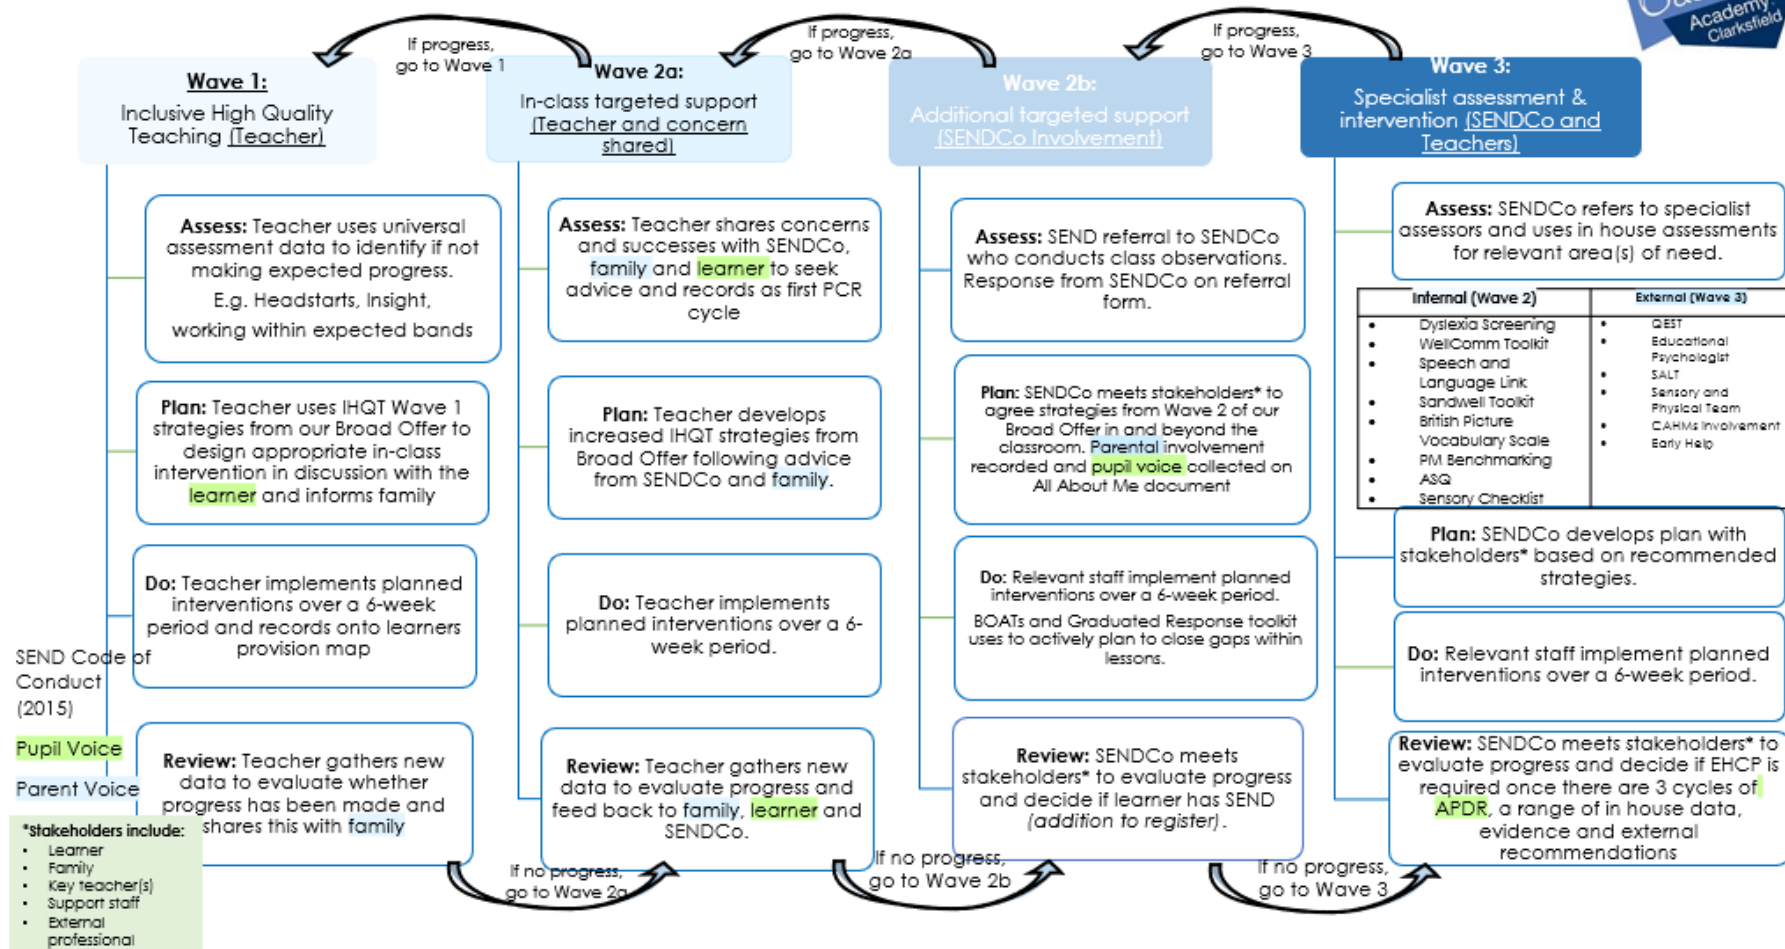 Academy
Clarksfield
If progress,
go to Wave 1
If progress,
go to Wave 2a
If progress,
go to Wave 3
Wave 1:
Inclusive High Quality
Teaching (Teacher)
Assess: Teacher uses universal
assessment data to identify if not
making expected progress.
E.g. Headstarts, Insight,
working within expected bands
Plan: Teacher uses IHQT Wave 1
strategies from our Broad Offer to
design appropriate in-class
intervention in discussion with the
learner and informs family
Do: Teacher implements planned
interventions over a 6-week
period and records onto learners
provision map
Review: Teacher gathers new
data to evaluate whether
progress has been made and
shares this with family
Wave 2a:
In-class targeted support
(Teacher and concern
shared)
Assess: Teacher shares concerns
and successes with SENDCo,
family and learner to seek
advice and records as first PCR
cycle
Plan: Teacher develops
increased IHQT strategies from
Broad Offer following advice
from SENDCo and family.
Do: Teacher implements
planned interventions over a 6-
week period.
Review: Teacher gathers new
data to evaluate progress and
feed back to family, learner and
SENDCo.
Wave 2b:
Additional targeted support
(SENDCo Involvement)
Assess: SEND referral to SENDCo
who conducts class observations.
Response from SENDCo on referral
form.
Plan: SENDCo meets stakeholders* to
agree strategies from Wave 2 of our
Broad Offer in and beyond the
classroom. Parental involvement
recorded and pupil voice collected on
All About Me document
Do: Relevant staff implement planned
interventions over a 6-week period.
BOATs and Graduated Response toolkit
uses to actively plan to close gaps within
lessons.
Review: SENDCo meets
stakeholders* to evaluate progress
and decide if learner has SEND
(addition to register).
Wave 3:
Specialist assessment &
intervention (SENDCo and
Teachers)
Assess: SENDCo refers to specialist
assessors and uses in house assessments
for relevant area(s) of need.
Internal (Wave 2)
• Dyslexia Screening
• WellComm Toolkit
• Speech and
Language Link
• Sandwell Toolkit
• British Picture
Vocabulary Scale
• PM Benchmarking
• ASQ
• Sensory Checklist
External (Wave 3)
• QEST
• Educational
Psychologist
• SALT
• Sensory and
Physical Team
• CAHMs Involvement
• Early Help
Plan: SENDCo develops plan with
stakeholders* based on recommended
strategies.
Do: Relevant staff implement planned
interventions over a 6-week period.
Review: SENDCo meets stakeholders* to
evaluate progress and decide if EHCP is
required once there are 3 cycles of
APDR, a range of in house data,
evidence and external
recommendations
SEND Code of
Conduct
(2015)
Pupil Voice
Parent Voice
*Stakeholders include:
• Learner
• Family
• Key teacher(s)
• Support staff
• External
professional
If no progress,
go to Wave 2a
If no progress,
go to Wave 2b
If no progress,
go to Wave 3